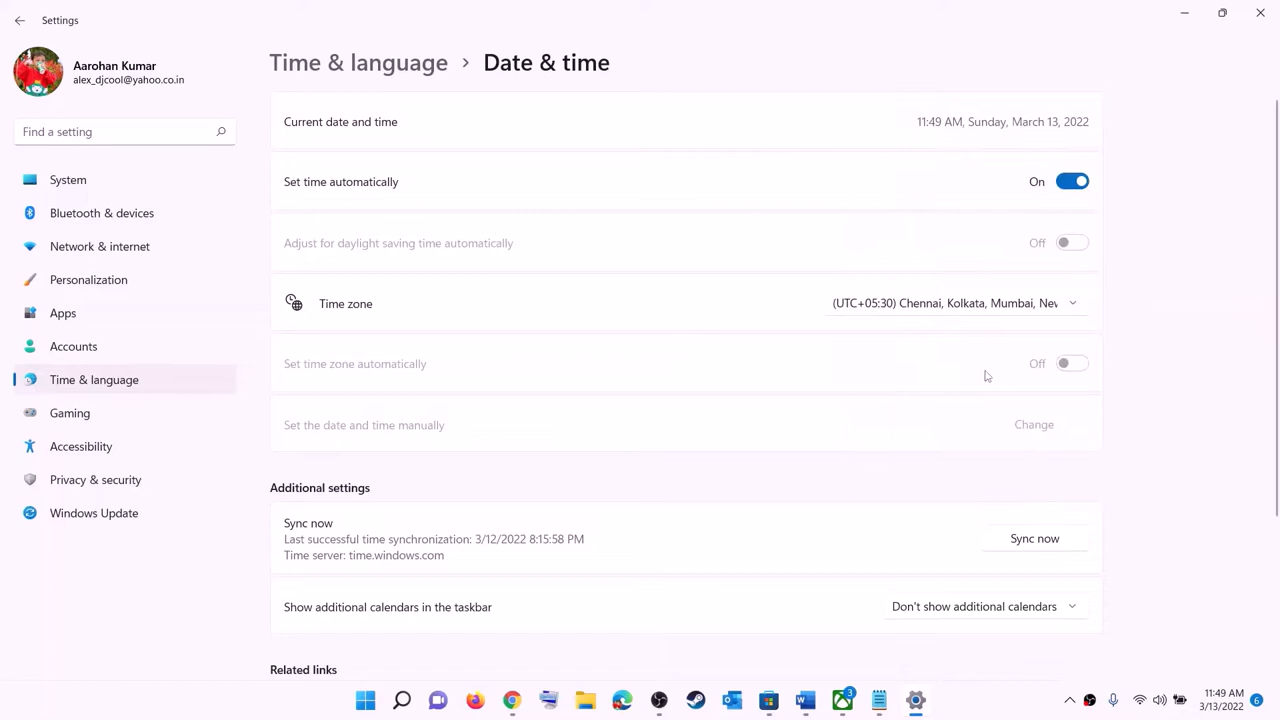 Settings
Aarohan Kumar
alex_djcool@yahoo.co.in
Find a setting
System
Bluetooth & devices
Network & internet
Personalization
Apps
Accounts
Time & language
Gaming
Accessibility
Privacy & security
Windows Update
Time & language > Date & time
Current date and time 11:49 AM, Sunday, March 13, 2022
Set time automatically On
Adjust for daylight saving time automatically Off
Time zone (UTC+05:30) Chennai, Kolkata, Mumbai, Nev
Set time zone automatically Off
Set the date and time manually Change
Additional settings
Sync now
Last successful time synchronization: 3/12/2022 8:15:58 PM
Time server: time.windows.com
Sync now
Show additional calendars in the taskbar Don't show additional calendars
Related links
3
11:49 AM
3/13/2022
6